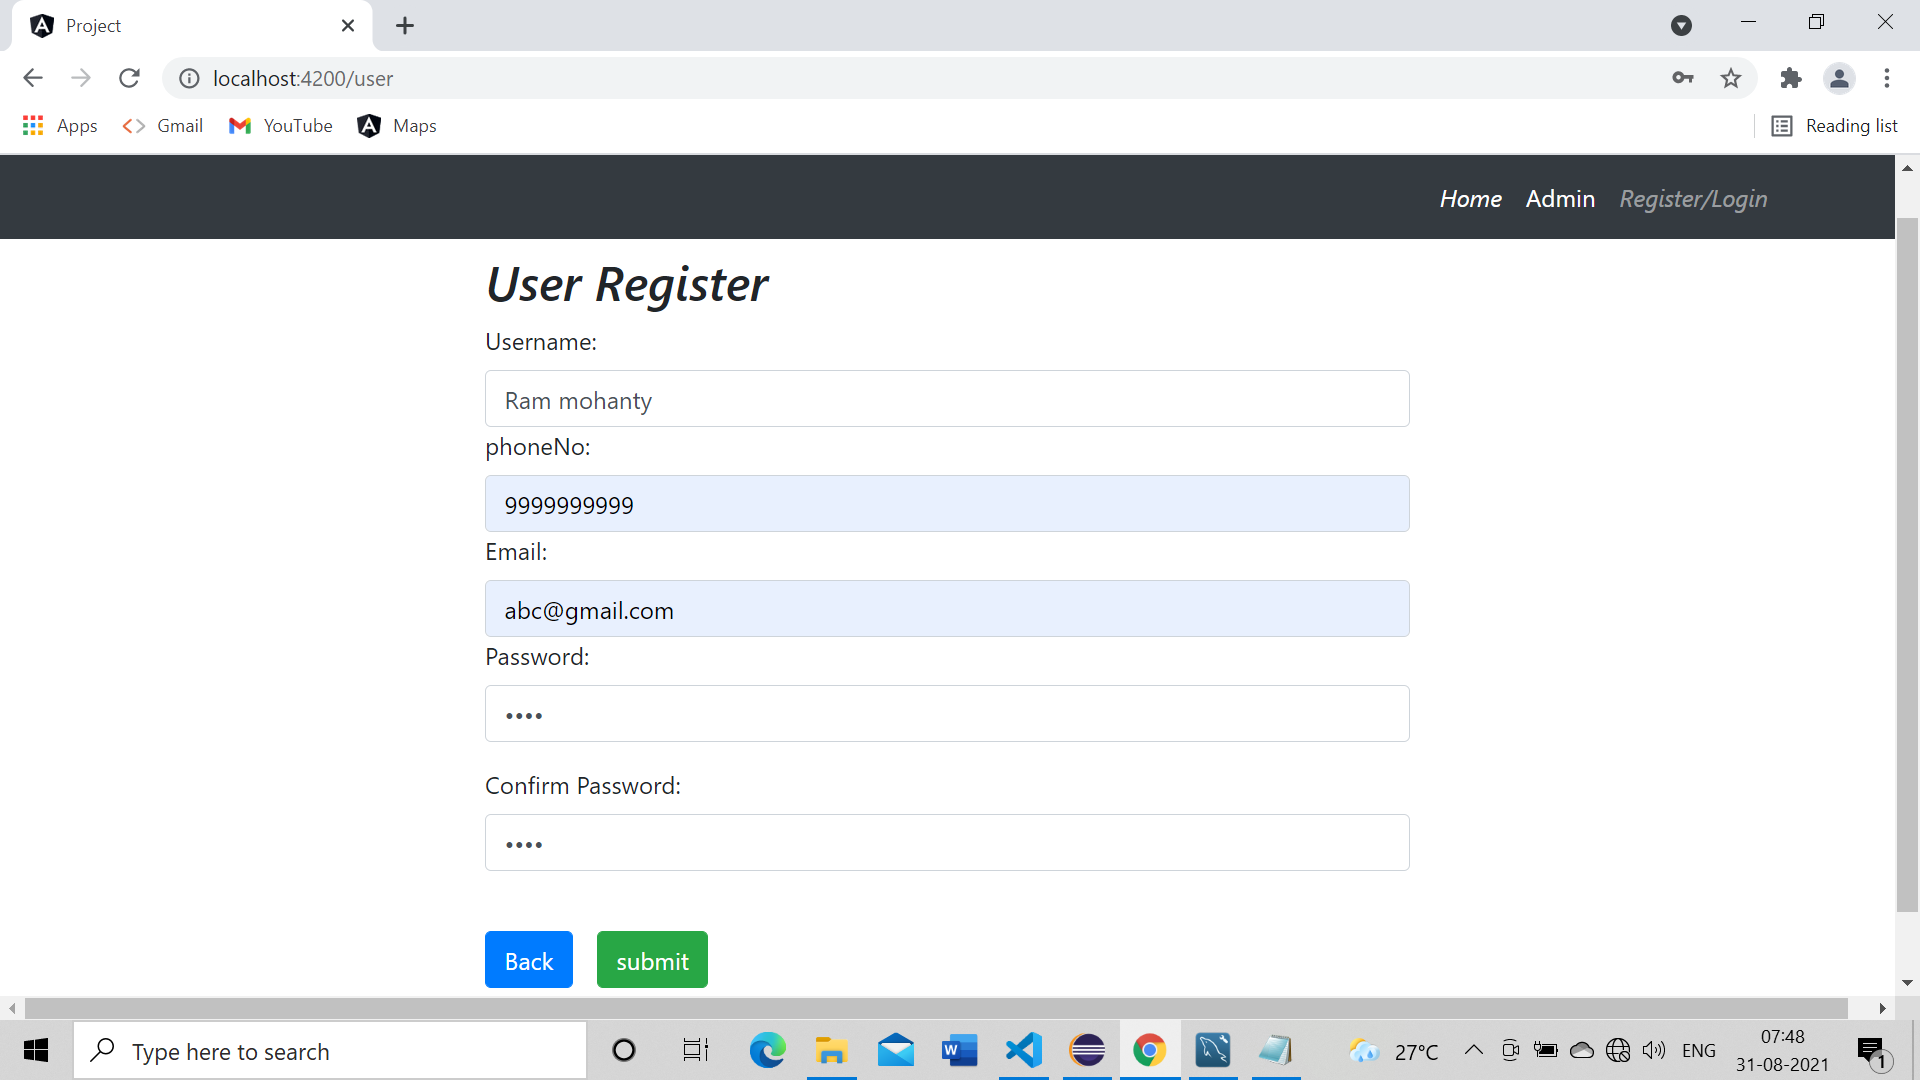 Project
localhost:4200/user
Apps Gmail YouTube Maps Reading list
Home Admin Register/Login
User Register
Username:
Ram mohanty
phoneNo:
9999999999
Email:
abc@gmail.com
Password:
••••
Confirm Password:
••••
Back submit
Type here to search 27°C ENG 07:48
31-08-2021
1